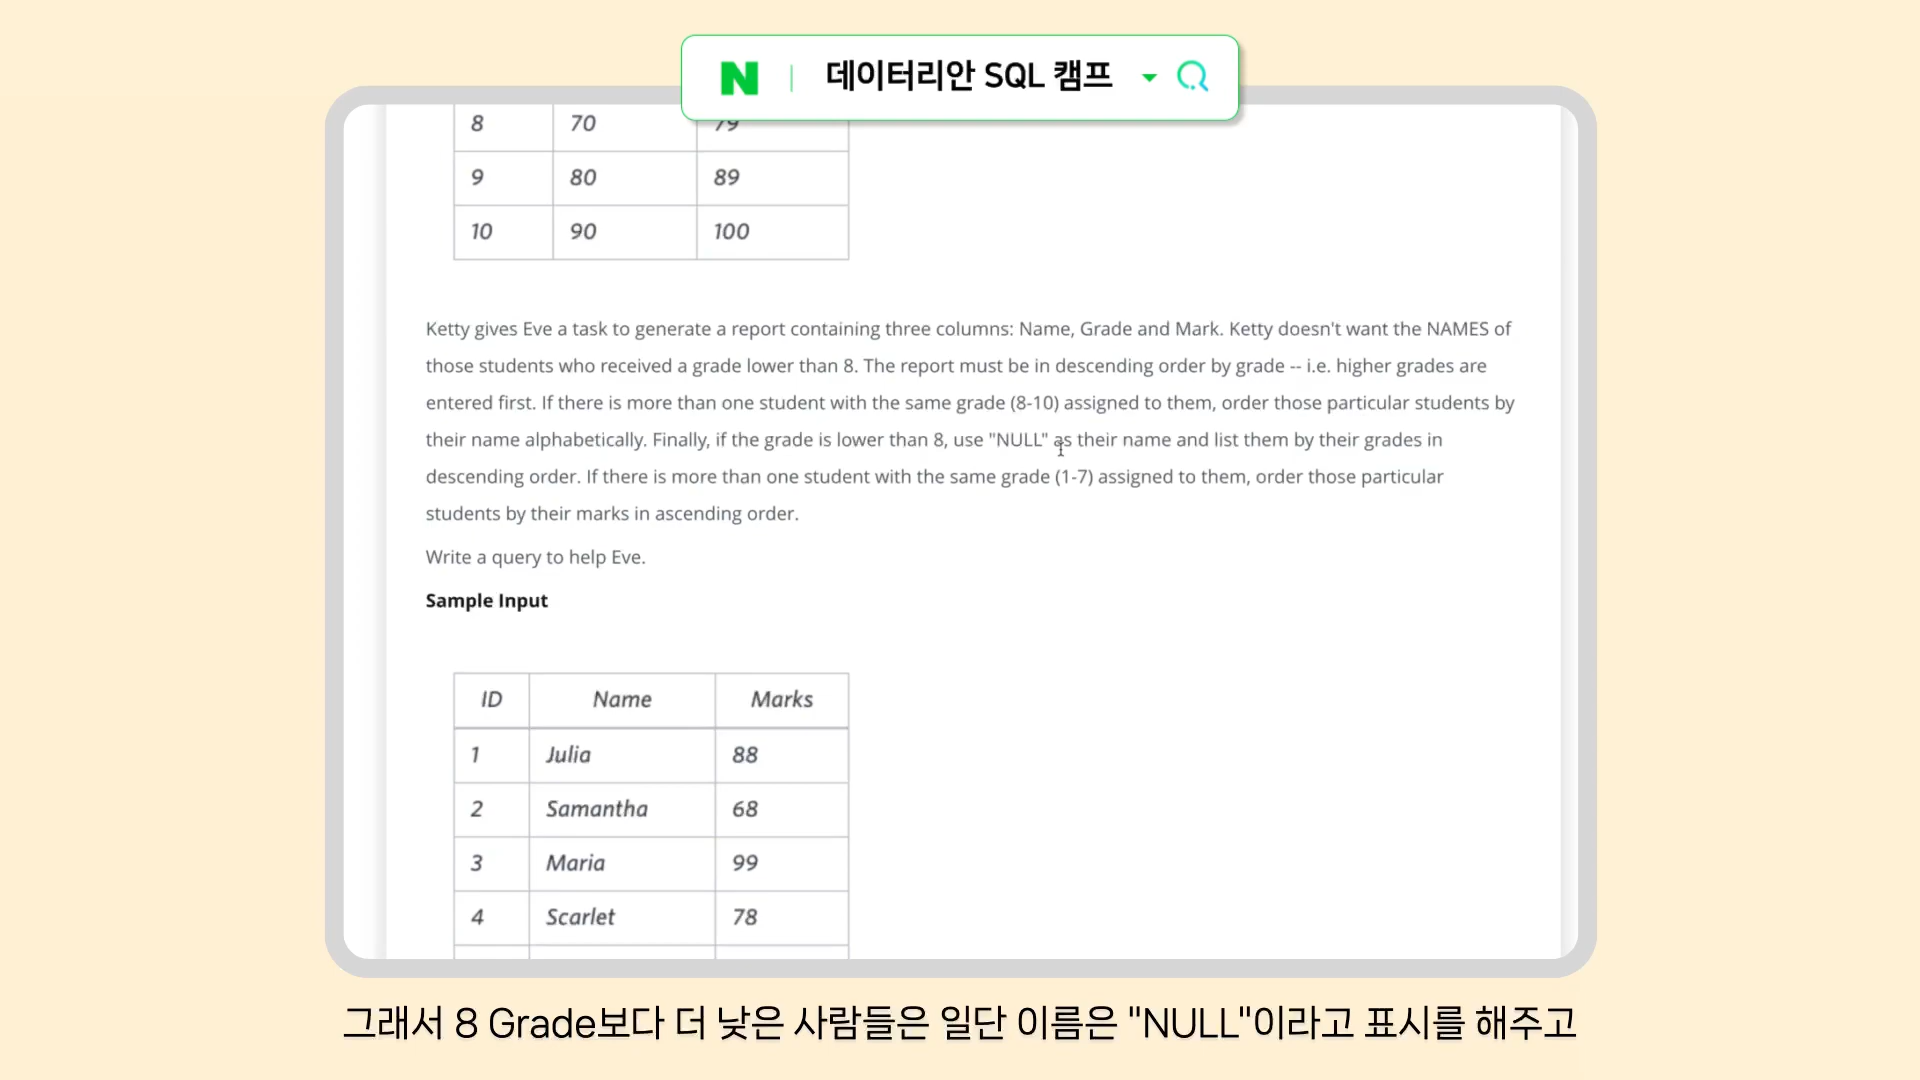 N | 데이터리안 SQL 캠프
8 70 79
9 80 89
10 90 100
Ketty gives Eve a task to generate a report containing three columns: Name, Grade and Mark. Ketty doesn't want the NAMES of
those students who received a grade lower than 8. The report must be in descending order by grade -- i.e. higher grades are
entered first. If there is more than one student with the same grade (8-10) assigned to them, order those particular students by
their name alphabetically. Finally, if the grade is lower than 8, use "NULL" as their name and list them by their grades in
descending order. If there is more than one student with the same grade (1-7) assigned to them, order those particular
students by their marks in ascending order.
Write a query to help Eve.
Sample Input
ID Name Marks
1 Julia 88
2 Samantha 68
3 Maria 99
4 Scarlet 78
그래서 8 Grade보다 더 낮은 사람들은 일단 이름은 "NULL"이라고 표시를 해주고